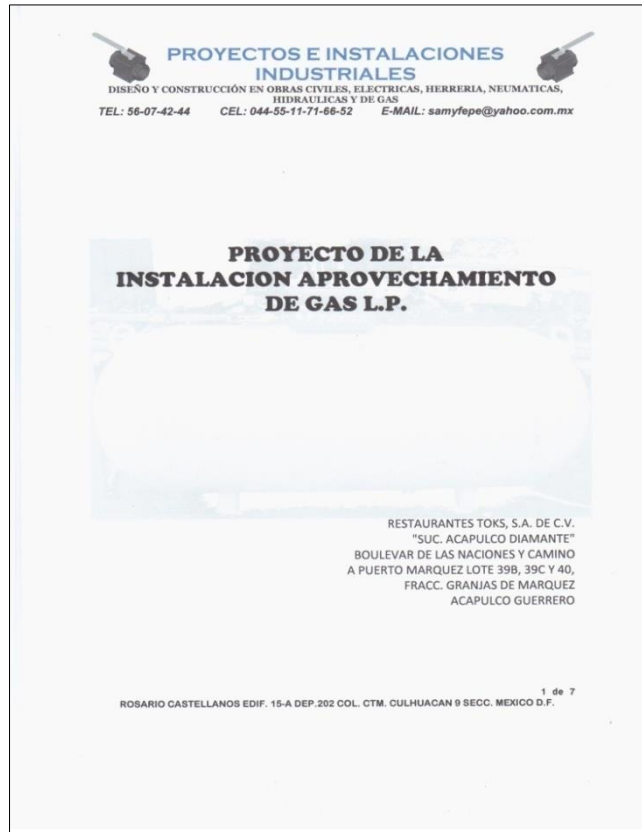 PROYECTOS E INSTALACIONES
INDUSTRIALES
DISEÑO Y CONSTRUCCIÓN EN OBRAS CIVILES, ELECTRICAS, HERRERIA, NEUMATICAS,
HIDRAULICAS Y DE GAS
TEL: 56-07-42-44 CEL: 044-55-11-71-66-52 E-MAIL: samyfepe@yahoo.com.mx
PROYECTO DE LA
INSTALACION APROVECHAMIENTO
DE GAS L.P.
RESTAURANTES TOKS, S.A. DE C.V.
"SUC. ACAPULCO DIAMANTE"
BOULEVAR DE LAS NACIONES Y CAMINO
A PUERTO MARQUEZ LOTE 39B, 39C Y 40,
FRACC. GRANJAS DE MARQUEZ
ACAPULCO GUERRERO
1 de 7
ROSARIO CASTELLANOS EDIF. 15-A DEP.202 COL. CTM. CULHUACAN 9 SECC. MEXICO D.F.